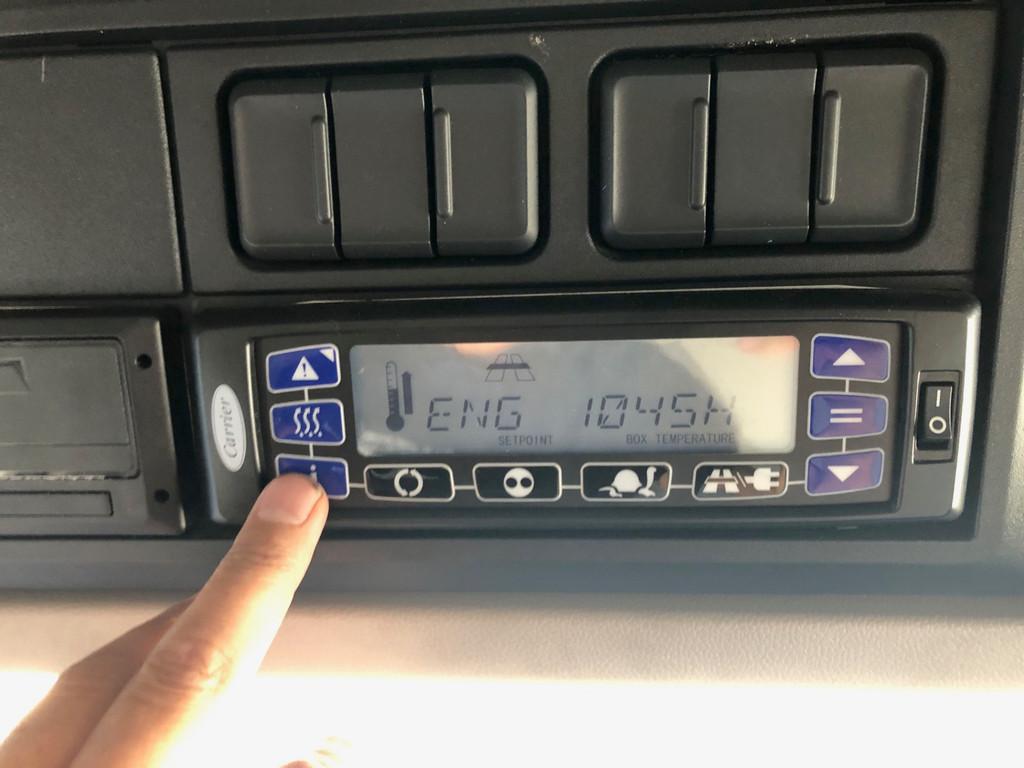 ENG 1045H
SETPOINT BOX TEMPERATURE
Carrier